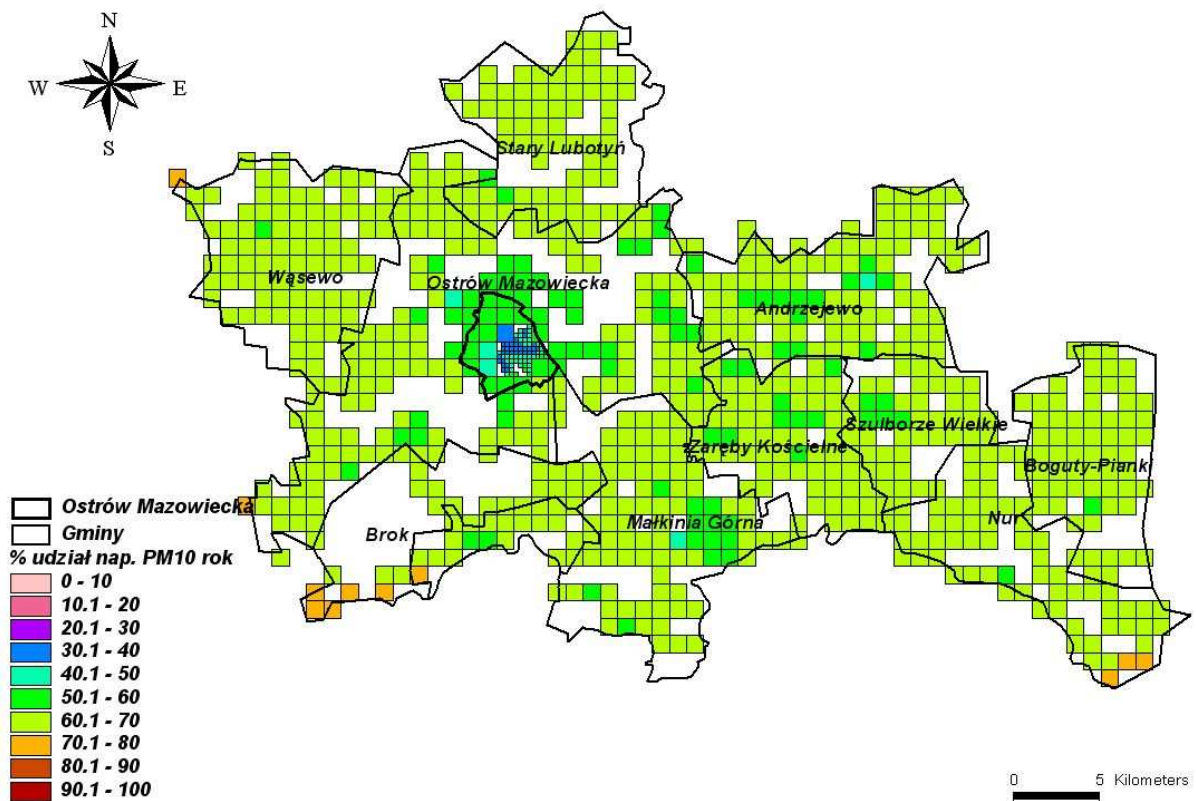 N
W E
S
Stary Lubotyń
Wąsewo
Ostrów Mazowiecka
Andrzejewo
Szulborze Wielkie
Zaręby Kościelne
Boguty-Piank
Małkinia Górna
Nur
Brok
Ostrów Mazowiecka
Gminy
% udział nap. PM10 rok
0 - 10
10.1 - 20
20.1 - 30
30.1 - 40
40.1 - 50
50.1 - 60
60.1 - 70
70.1 - 80
80.1 - 90
90.1 - 100
0 5 Kilometers